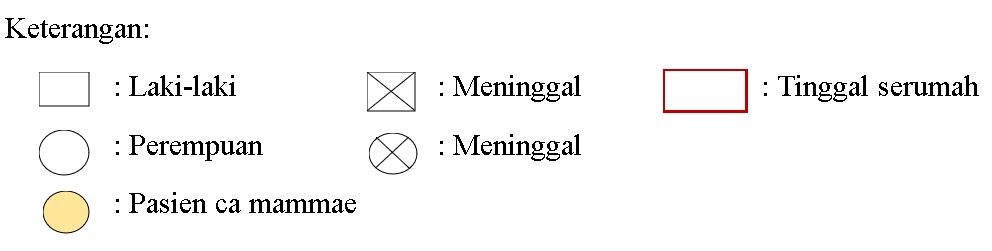 Keterangan:
: Laki-laki : Meninggal : Tinggal serumah
: Perempuan : Meninggal
: Pasien ca mammae